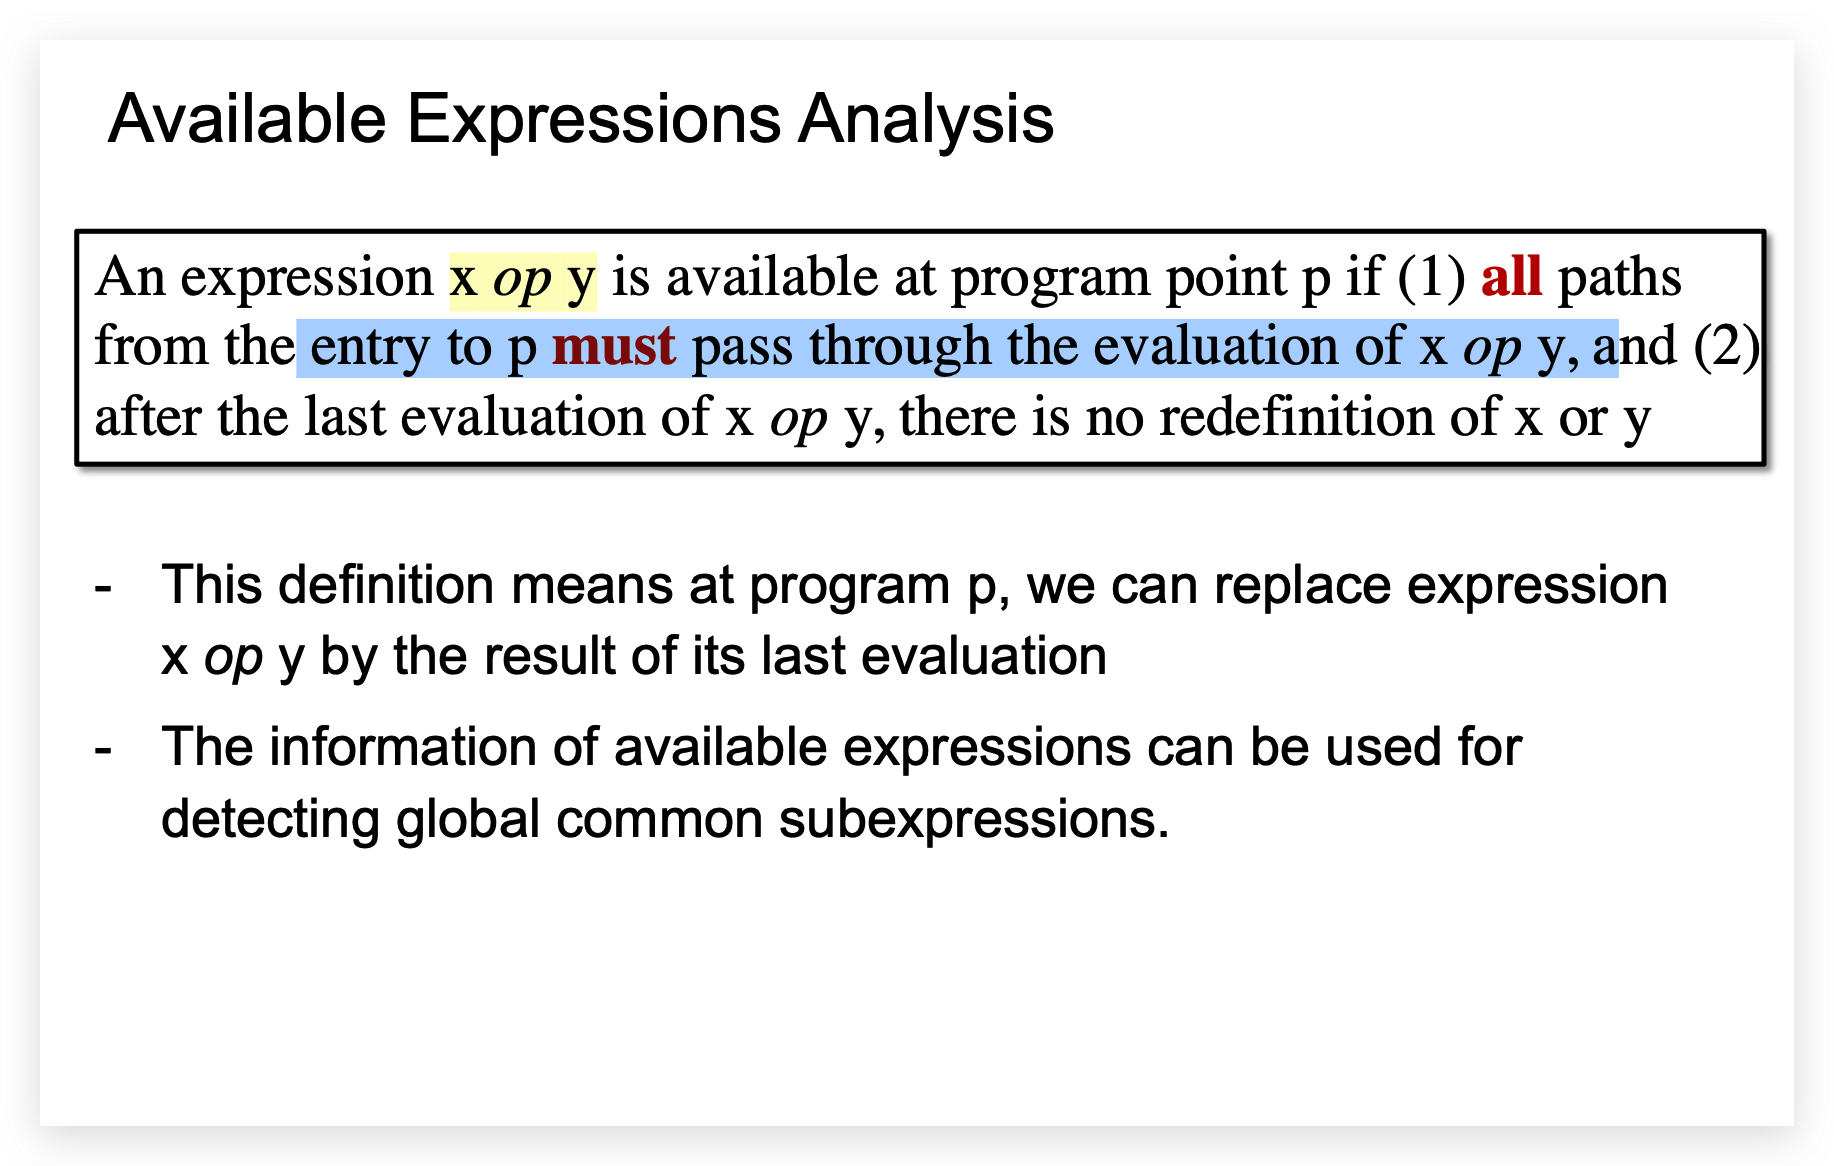 Available Expressions Analysis
An expression x op y is available at program point p if (1) all paths
from the entry to p must pass through the evaluation of x op y, and (2)
after the last evaluation of x op y, there is no redefinition of x or y
- This definition means at program p, we can replace expression
x op y by the result of its last evaluation
- The information of available expressions can be used for
detecting global common subexpressions.